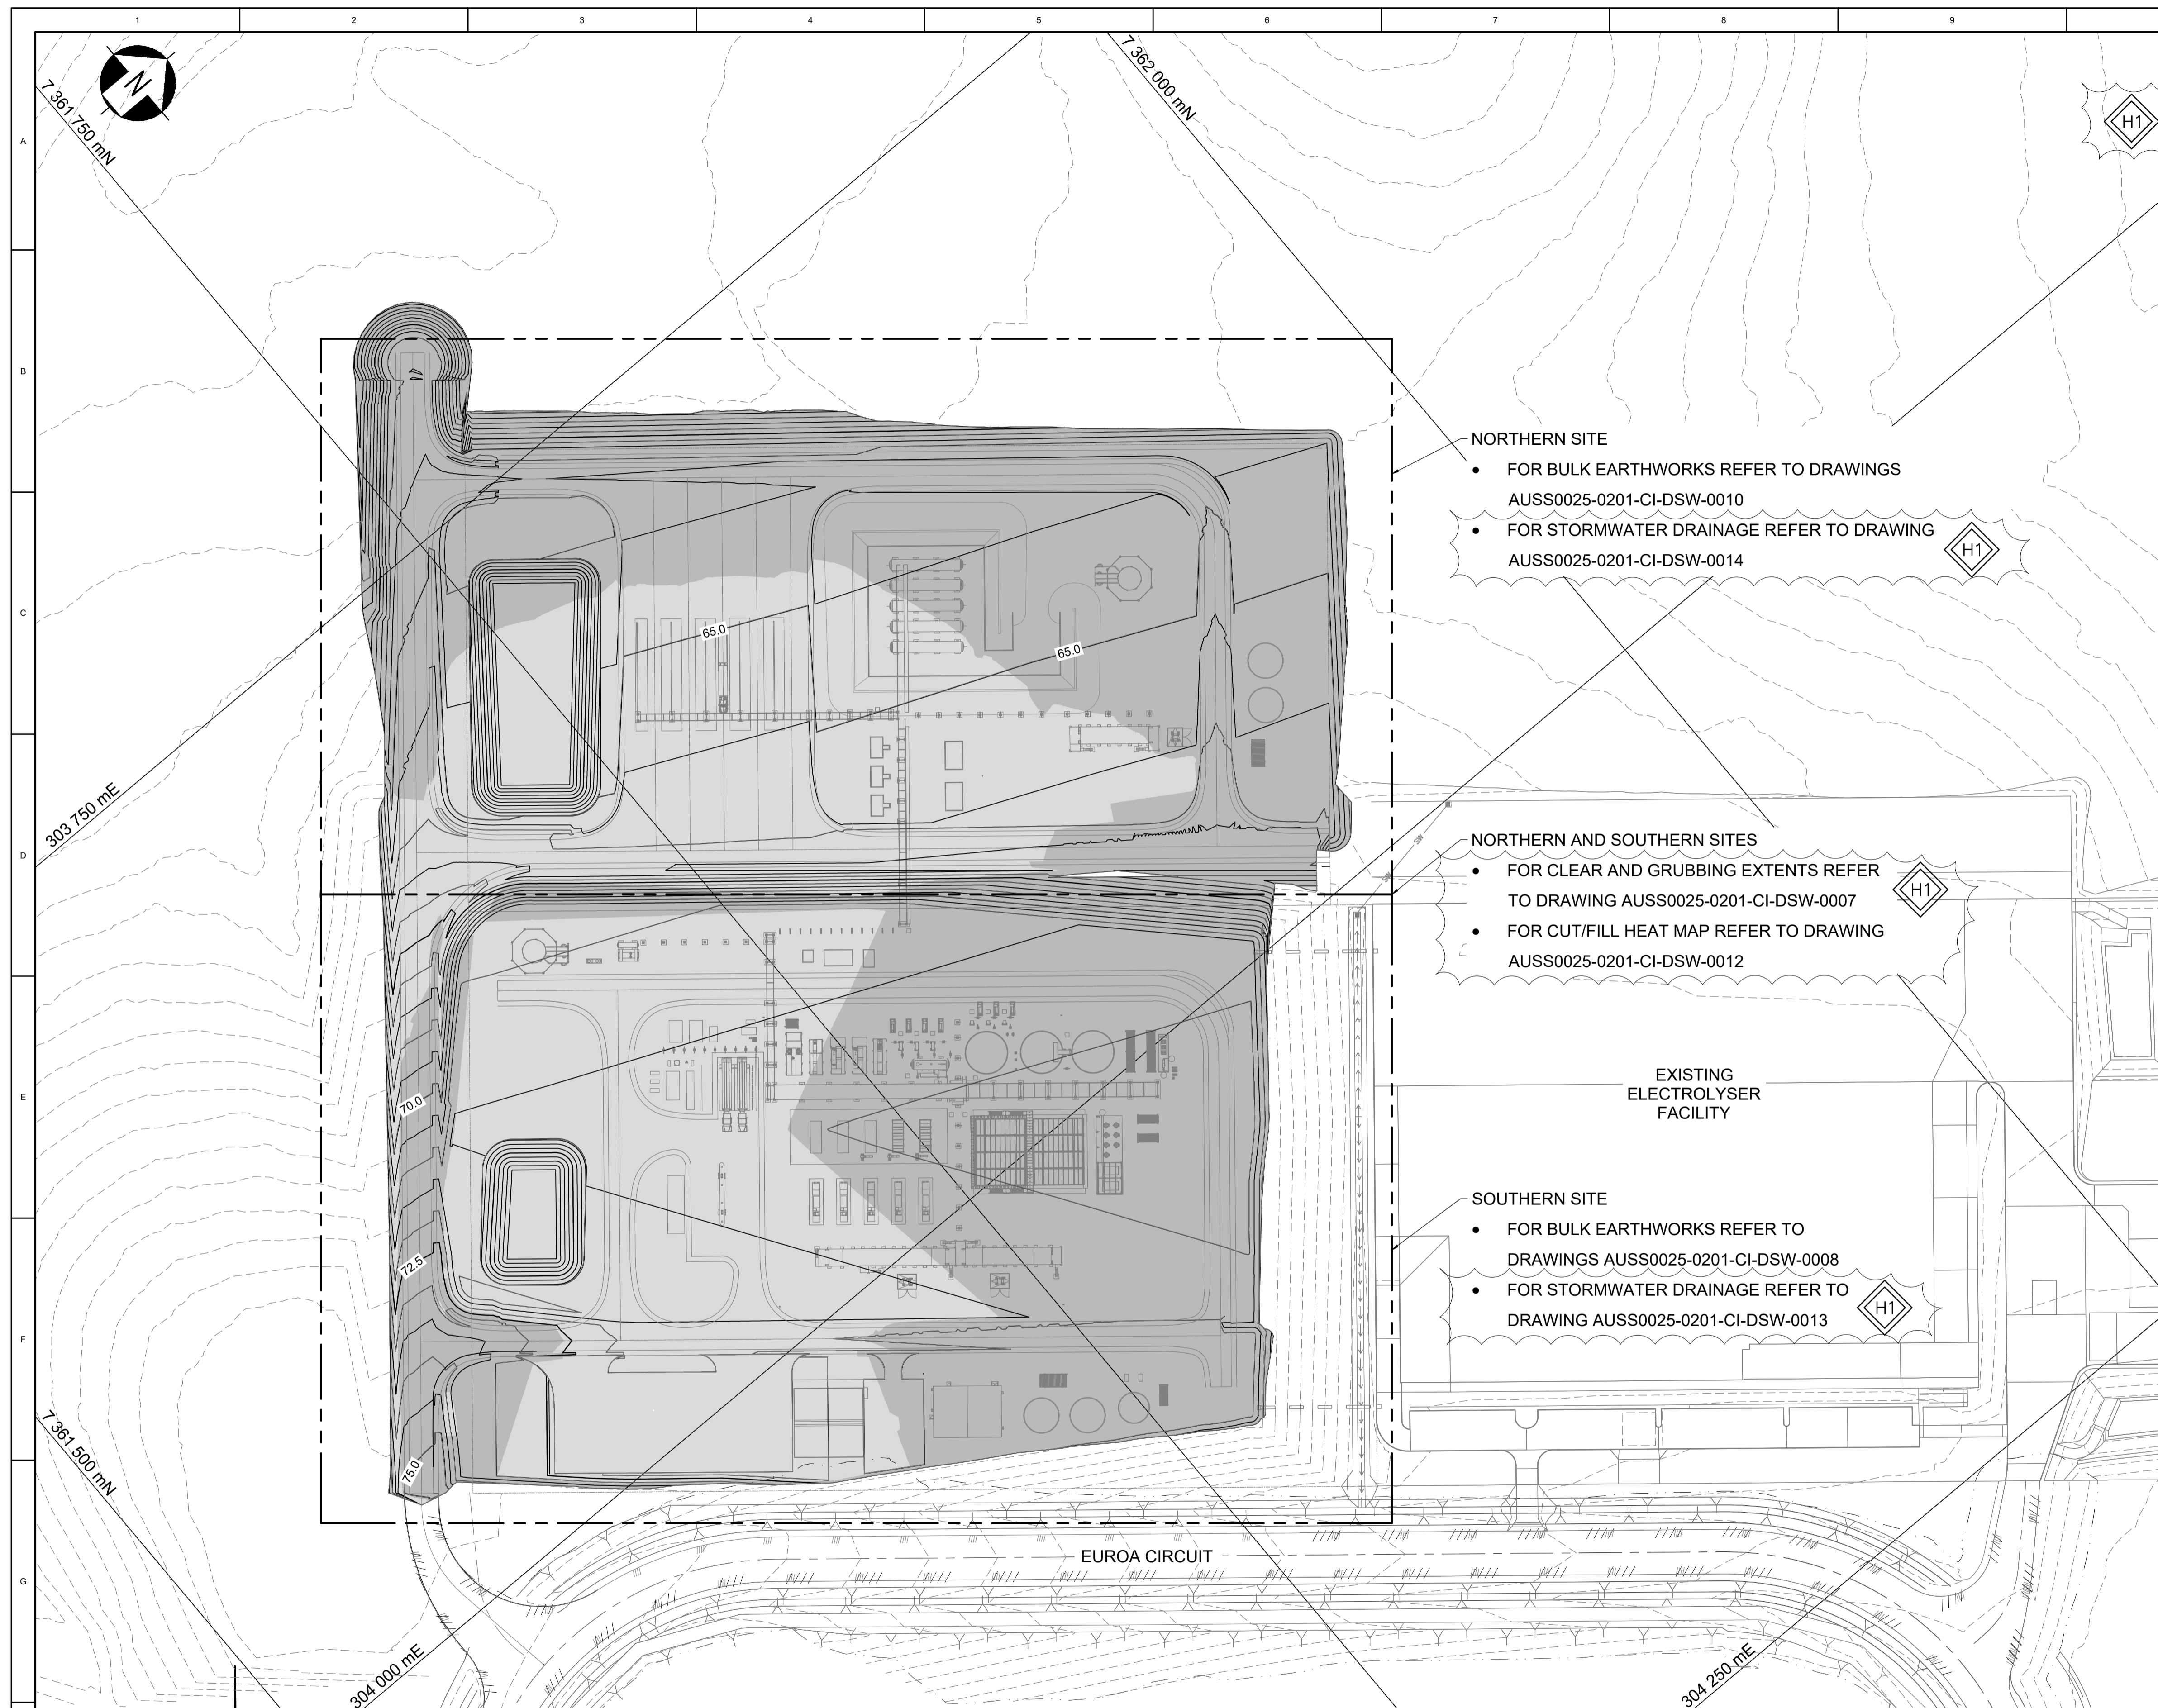 1 2 3 4 5 6 7 8 9
N
7 361 750 mN
7 362 000 mN
A
H1
B
NORTHERN SITE
• FOR BULK EARTHWORKS REFER TO DRAWINGS
AUSS0025-0201-CI-DSW-0010
• FOR STORMWATER DRAINAGE REFER TO DRAWING
AUSS0025-0201-CI-DSW-0014
H1
C
65.0
65.0
303 750 mE
D
SW
NORTHERN AND SOUTHERN SITES
• FOR CLEAR AND GRUBBING EXTENTS REFER
TO DRAWING AUSS0025-0201-CI-DSW-0007
• FOR CUT/FILL HEAT MAP REFER TO DRAWING
AUSS0025-0201-CI-DSW-0012
H1
E
70.0
EXISTING
ELECTROLYSER
FACILITY
SOUTHERN SITE
• FOR BULK EARTHWORKS REFER TO
DRAWINGS AUSS0025-0201-CI-DSW-0008
• FOR STORMWATER DRAINAGE REFER TO
DRAWING AUSS0025-0201-CI-DSW-0013
H1
72.5
F
75.0
7 361 500 mN
EUROA CIRCUIT
G
304 000 mE
304 250 mE